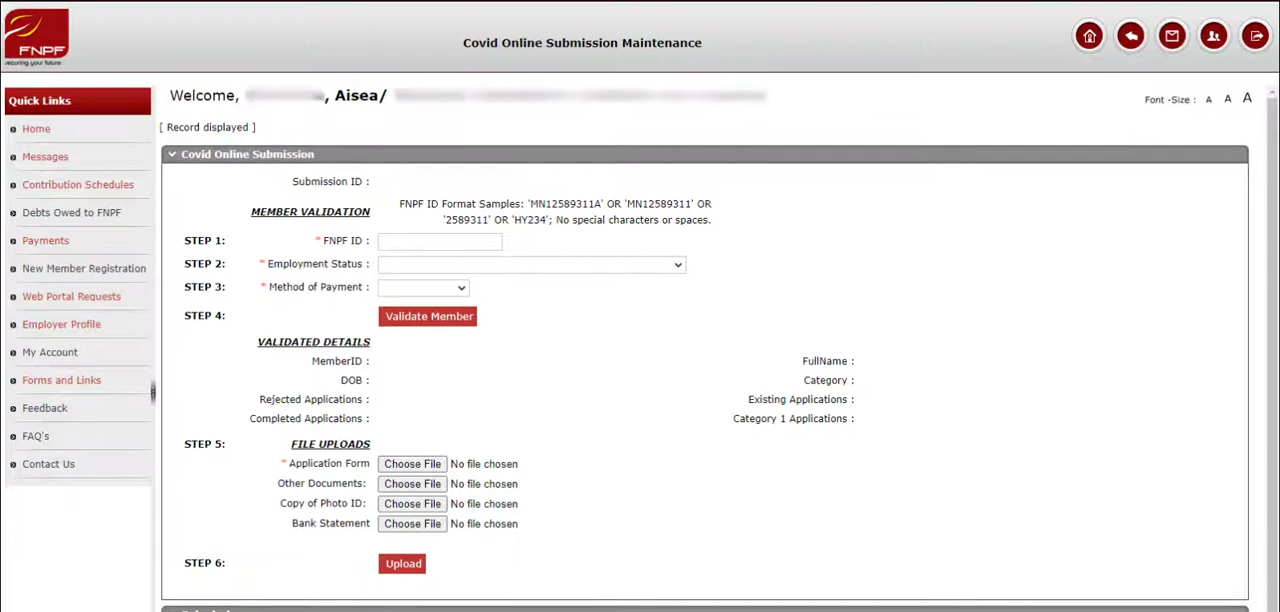 FNPF
securing your future
Covid Online Submission Maintenance
Quick Links
Home
Messages
Contribution Schedules
Debts Owed to FNPF
Payments
New Member Registration
Web Portal Requests
Employer Profile
My Account
Forms and Links
Feedback
FAQ's
Contact Us
Welcome, , Aisea/
Font -Size : A A A
[ Record displayed ]
Covid Online Submission
Submission ID :
MEMBER VALIDATION
FNPF ID Format Samples: 'MN12589311A' OR 'MN12589311' OR
'2589311' OR 'HY234'; No special characters or spaces.
STEP 1: * FNPF ID :
STEP 2: * Employment Status :
STEP 3: * Method of Payment :
STEP 4: Validate Member
VALIDATED DETAILS
MemberID : FullName :
DOB : Category :
Rejected Applications : Existing Applications :
Completed Applications : Category 1 Applications :
STEP 5: FILE UPLOADS
* Application Form Choose File No file chosen
Other Documents: Choose File No file chosen
Copy of Photo ID: Choose File No file chosen
Bank Statement Choose File No file chosen
STEP 6: Upload